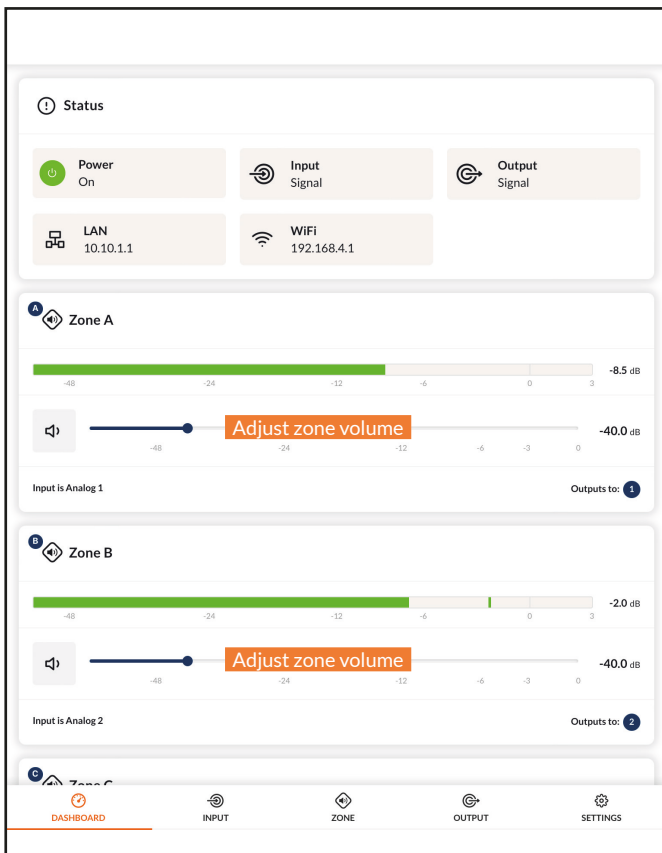 Status
Power
On
Input
Signal
Output
Signal
LAN
10.10.1.1
WiFi
192.168.4.1
A
Zone A
-8.5 dB
-48 -24 -12 -6 0 3
Adjust zone volume
-40.0 dB
-48 -24 -12 -6 -3 0
Input is Analog 1
Outputs to: 1
B
Zone B
-2.0 dB
-48 -24 -12 -6 0 3
Adjust zone volume
-40.0 dB
-48 -24 -12 -6 -3 0
Input is Analog 2
Outputs to: 2
C
Zone C
DASHBOARD INPUT ZONE OUTPUT SETTINGS